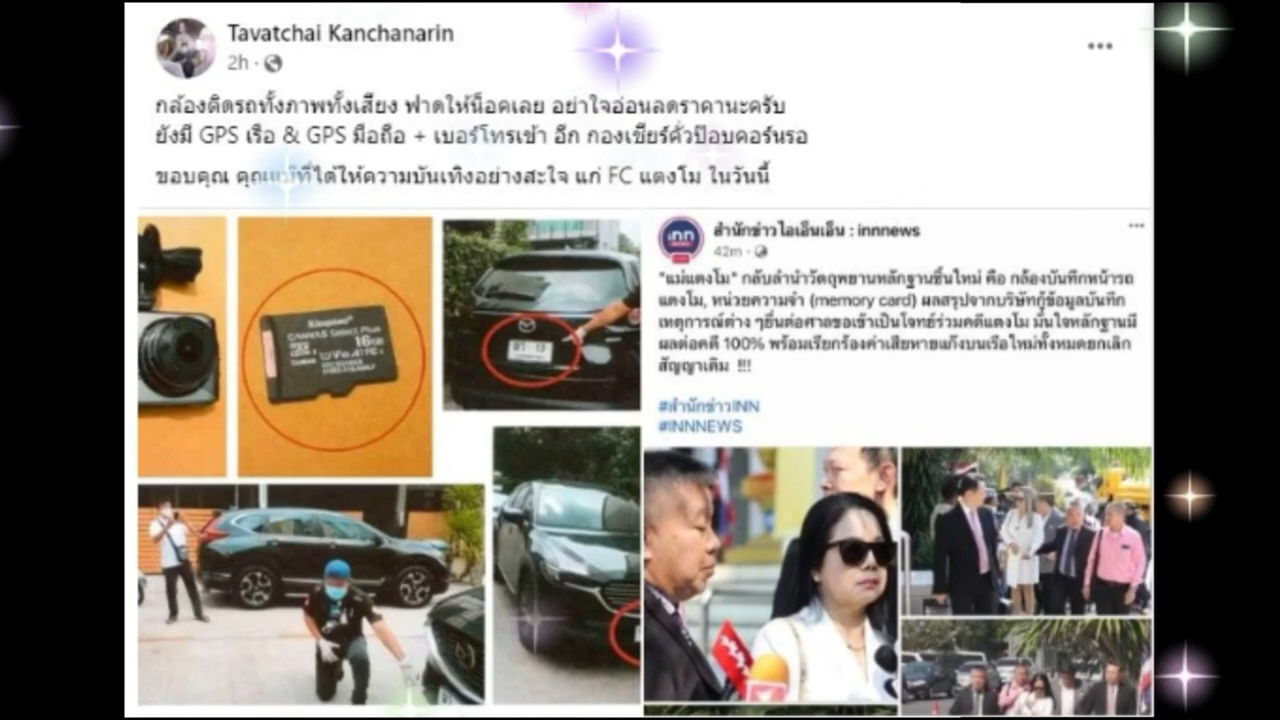 Tavatchai Kanchanarin
2h ·
กล้องติดรถทั้งภาพทั้งเสียง ฟาดให้น็อคเลย อย่าใจอ่อนลดราคานะครับ
ยังมี GPS เรือ & GPS มือถือ + เบอร์โทรเข้า อีก กองเชียร์คั่วป๊อบคอร์นรอ
ขอบคุณ คุณแม่ที่ได้ให้ความบันเทิงอย่างสะใจ แก่ FC แตงโม ในวันนี้
Kingston
CANVAS Select Plus
16GB
inn
NEWS
สำนักข่าวไอเอ็นเอ็น : innnews
42m ·
"แม่แตงโม" กลับลำนำวัตถุพยานหลักฐานชิ้นใหม่ คือ กล้องบันทึกหน้ารถ
แตงโม, หน่วยความจำ (memory card) ผลสรุปจากบริษัทกู้ข้อมูลบันทึก
เหตุการณ์ต่าง ๆยื่นต่อศาลขอเข้าเป็นโจทย์ร่วมคดีแตงโม มั่นใจหลักฐานมี
ผลต่อคดี 100% พร้อมเรียกร้องค่าเสียหายแก๊งบนเรือใหม่ทั้งหมดยกเลิก
สัญญาเดิม !!!
#สำนักข่าวINN
#INNNEWS